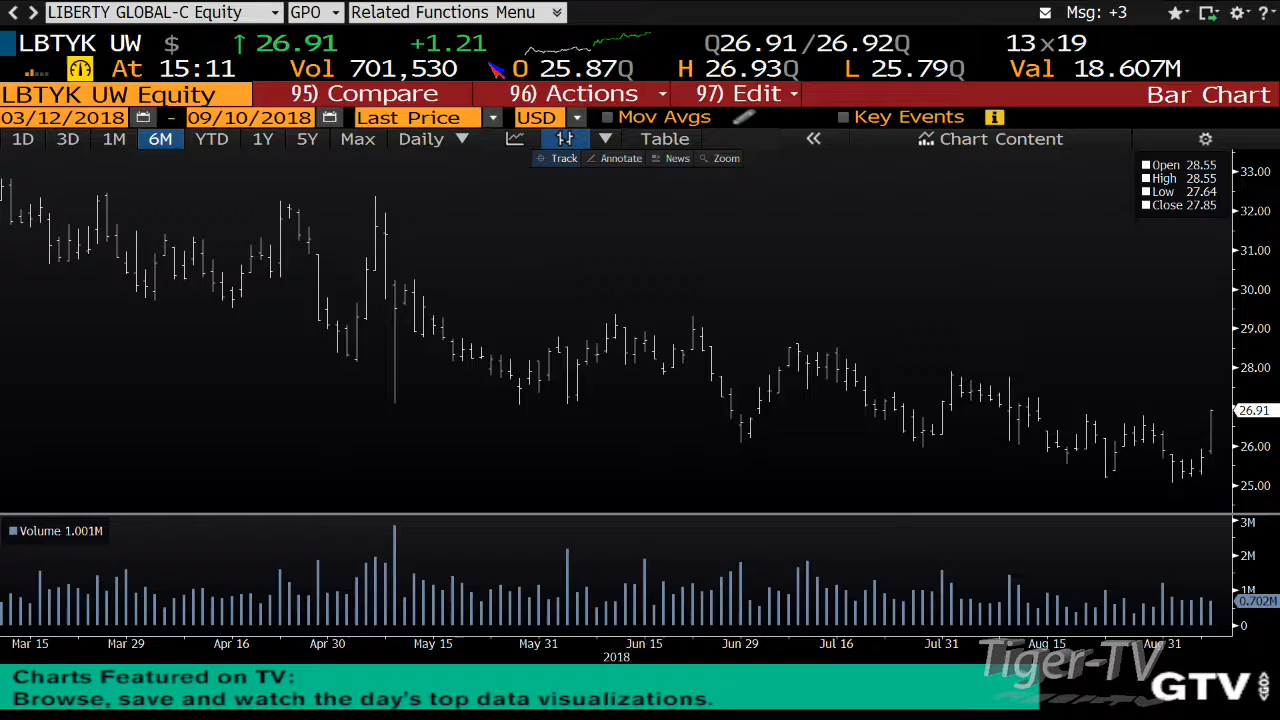 LIBERTY GLOBAL-C Equity GPO Related Functions Menu Msg: +3 ?
LBTYK UW $ ↑ 26.91 +1.21 Q26.91/26.92Q 13x19
At 15:11 Vol 701,530 O 25.87Q H 26.93Q L 25.79Q Val 18.607M
LBTYK UW Equity 95) Compare 96) Actions 97) Edit Bar Chart
03/12/2018 - 09/10/2018 Last Price USD Mov Avgs Key Events i
1D 3D 1M 6M YTD 1Y 5Y Max Daily Table « Chart Content
Track Annotate News Zoom
Open 28.55
High 28.55
Low 27.64
Close 27.85
33.00
32.00
31.00
30.00
29.00
28.00
26.91
26.00
25.00
Volume 1.001M
3M
2M
1M
0.702M
0
Mar 15 Mar 29 Apr 16 Apr 30 May 15 May 31 Jun 15 Jun 29 Jul 16 Jul 31 Aug 15 Aug 31
2018
Tiger-TV
Charts Featured on TV:
Browse, save and watch the day's top data visualizations.
GTV